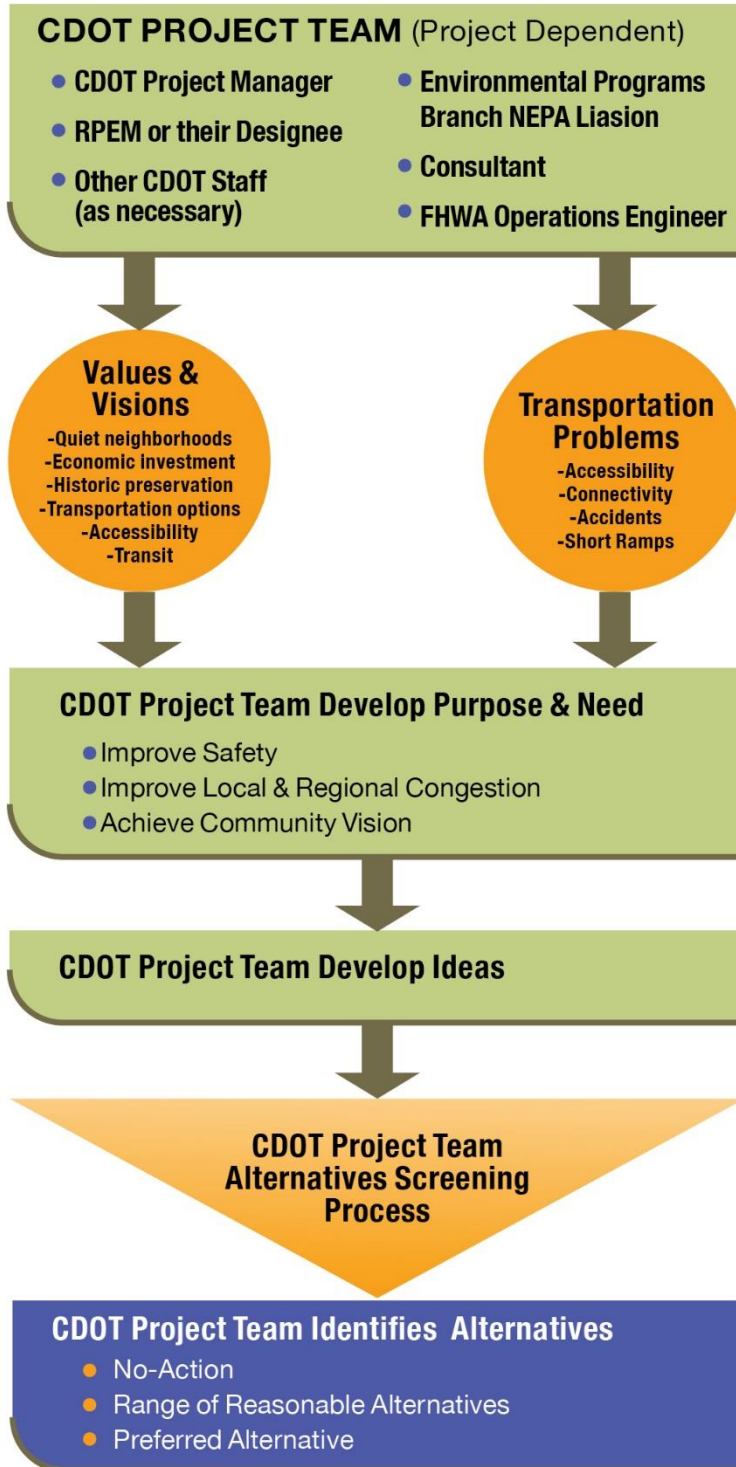 CDOT PROJECT TEAM (Project Dependent)
• CDOT Project Manager
• RPEM or their Designee
• Other CDOT Staff
(as necessary)
• Environmental Programs
Branch NEPA Liasion
• Consultant
• FHWA Operations Engineer
Values &
Visions
-Quiet neighborhoods
-Economic investment
-Historic preservation
-Transportation options
-Accessibility
-Transit
Transportation
Problems
-Accessibility
-Connectivity
-Accidents
-Short Ramps
CDOT Project Team Develop Purpose & Need
• Improve Safety
• Improve Local & Regional Congestion
• Achieve Community Vision
CDOT Project Team Develop Ideas
CDOT Project Team
Alternatives Screening
Process
CDOT Project Team Identifies Alternatives
• No-Action
• Range of Reasonable Alternatives
• Preferred Alternative